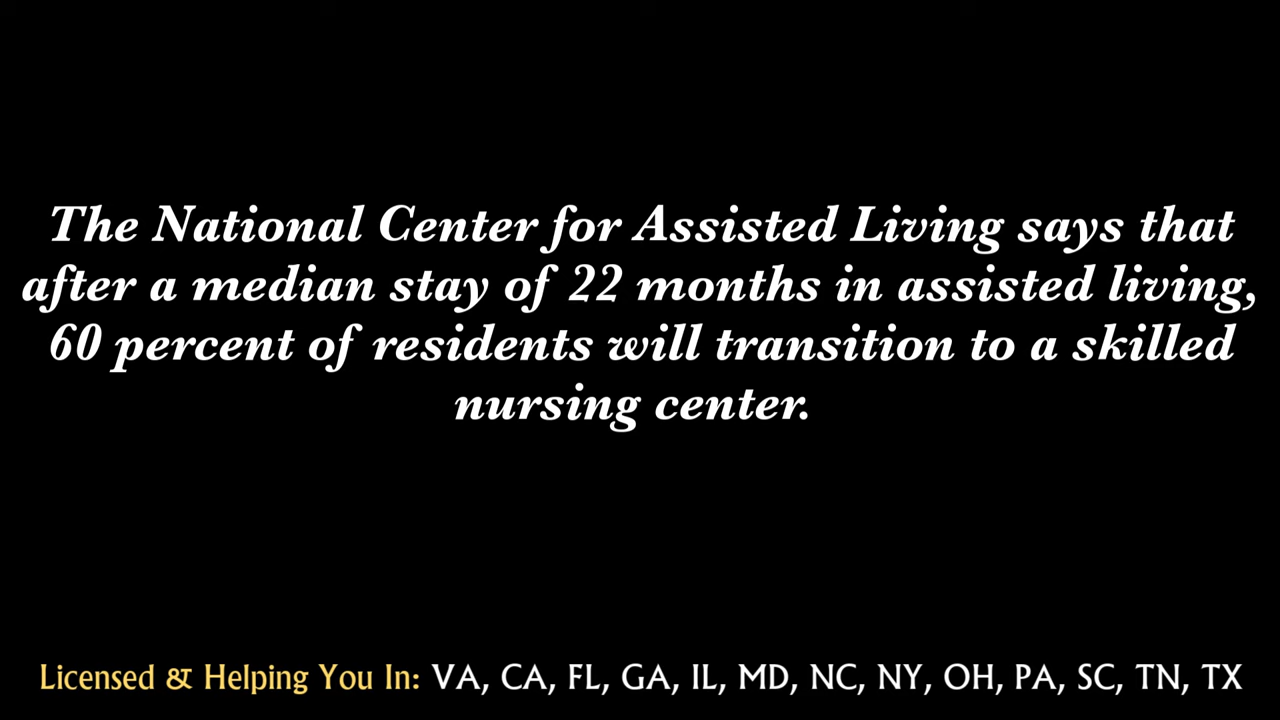 The National Center for Assisted Living says that
after a median stay of 22 months in assisted living,
60 percent of residents will transition to a skilled
nursing center.
Licensed & Helping You In: VA, CA, FL, GA, IL, MD, NC, NY, OH, PA, SC, TN, TX